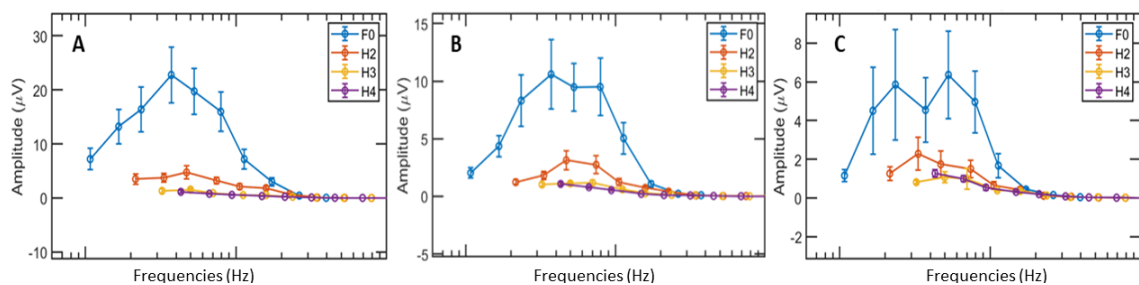 A
30
20
10
0
-10
Amplitude (μV)
Frequencies (Hz)
F0
H2
H3
H4
B
15
10
5
0
-5
Amplitude (μV)
Frequencies (Hz)
F0
H2
H3
H4
C
8
6
4
2
0
-2
Amplitude (μV)
Frequencies (Hz)
F0
H2
H3
H4